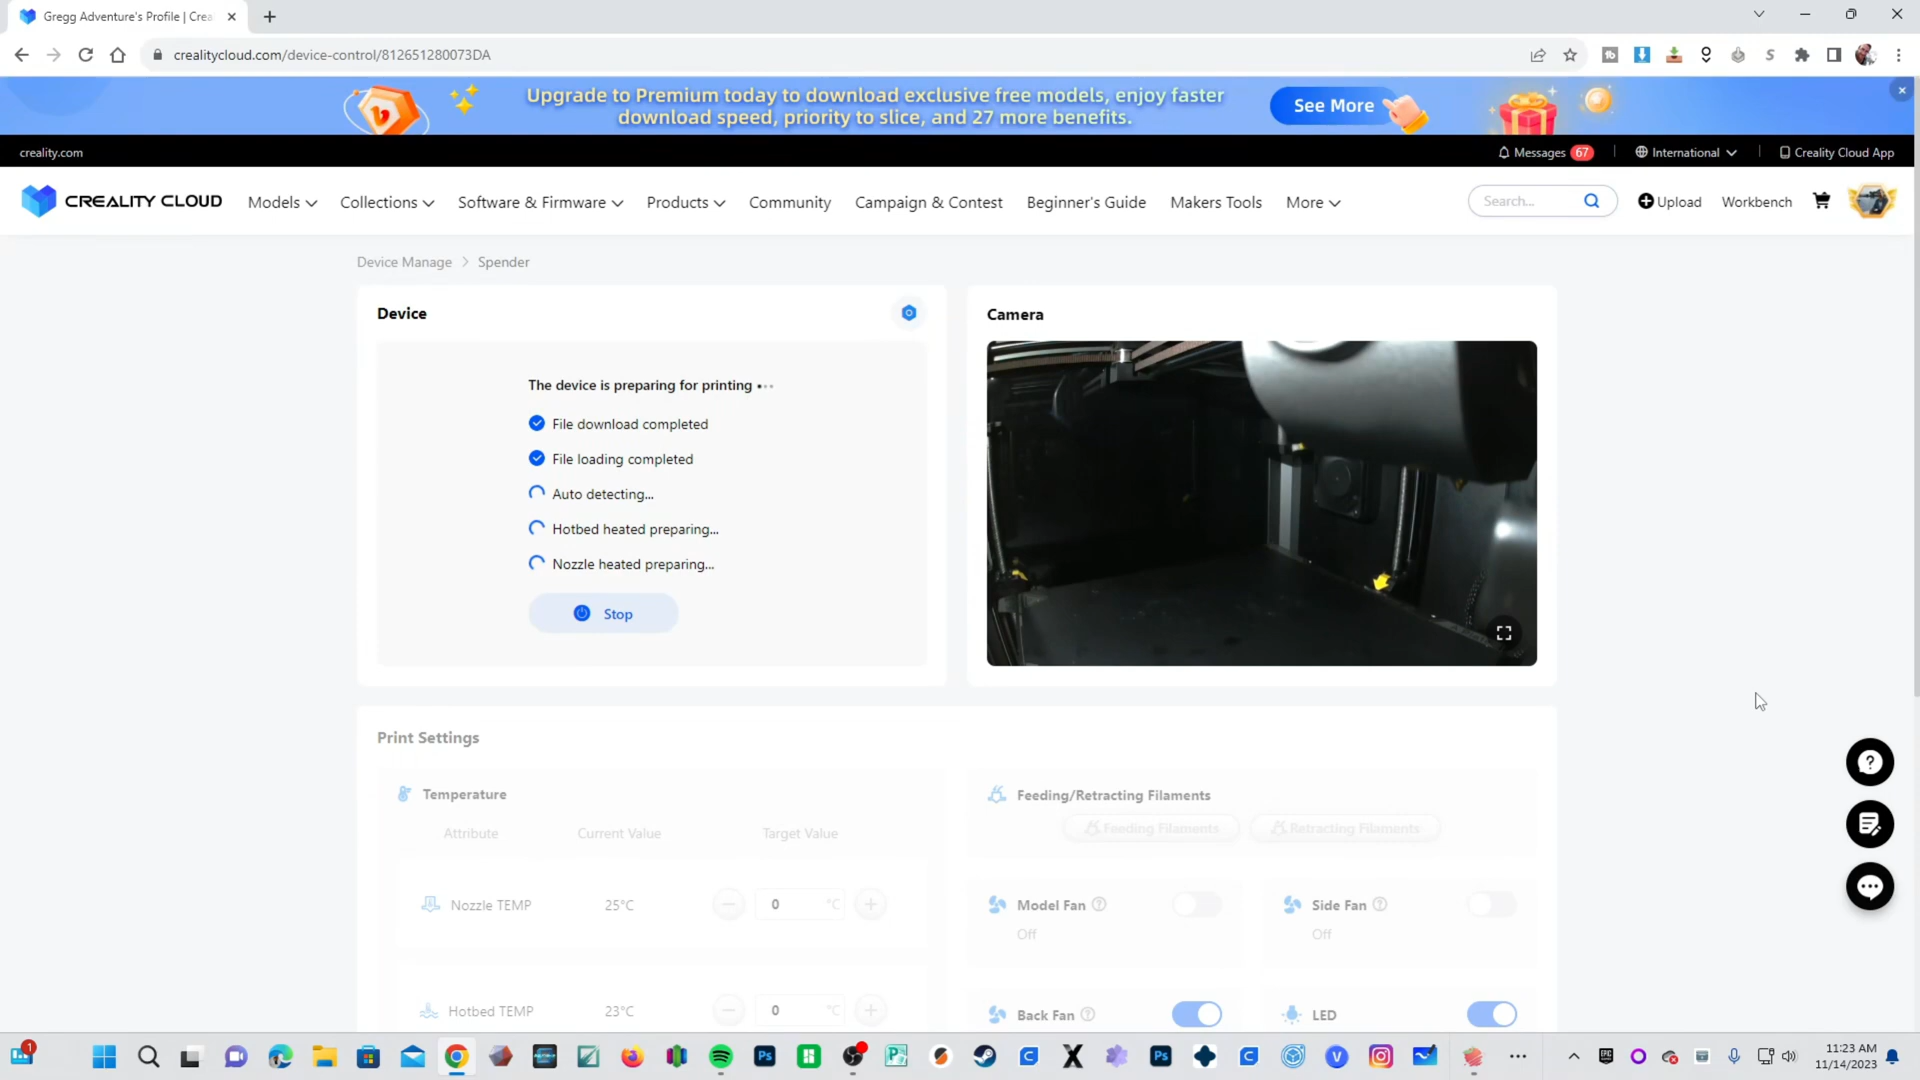 Gregg Adventure's Profile | Crea
crealitycloud.com/device-control/812651280073DA
Upgrade to Premium today to download exclusive free models, enjoy faster
download speed, priority to slice, and 27 more benefits.
See More
creality.com
Messages 67
International
Creality Cloud App
CREALITY CLOUD
Models
Collections
Software & Firmware
Products
Community
Campaign & Contest
Beginner's Guide
Makers Tools
More
Search...
Upload
Workbench
Device Manage > Spender
Device
The device is preparing for printing
File download completed
File loading completed
Auto detecting...
Hotbed heated preparing...
Nozzle heated preparing...
Stop
Camera
Print Settings
Temperature
Attribute Current Value Target Value
Nozzle TEMP 25°C 0 °C
Hotbed TEMP 23°C 0 °C
Feeding/Retracting Filaments
Feeding Filaments
Retracting Filaments
Model Fan
Off
Side Fan
Off
Back Fan
LED
11:23 AM
11/14/2023